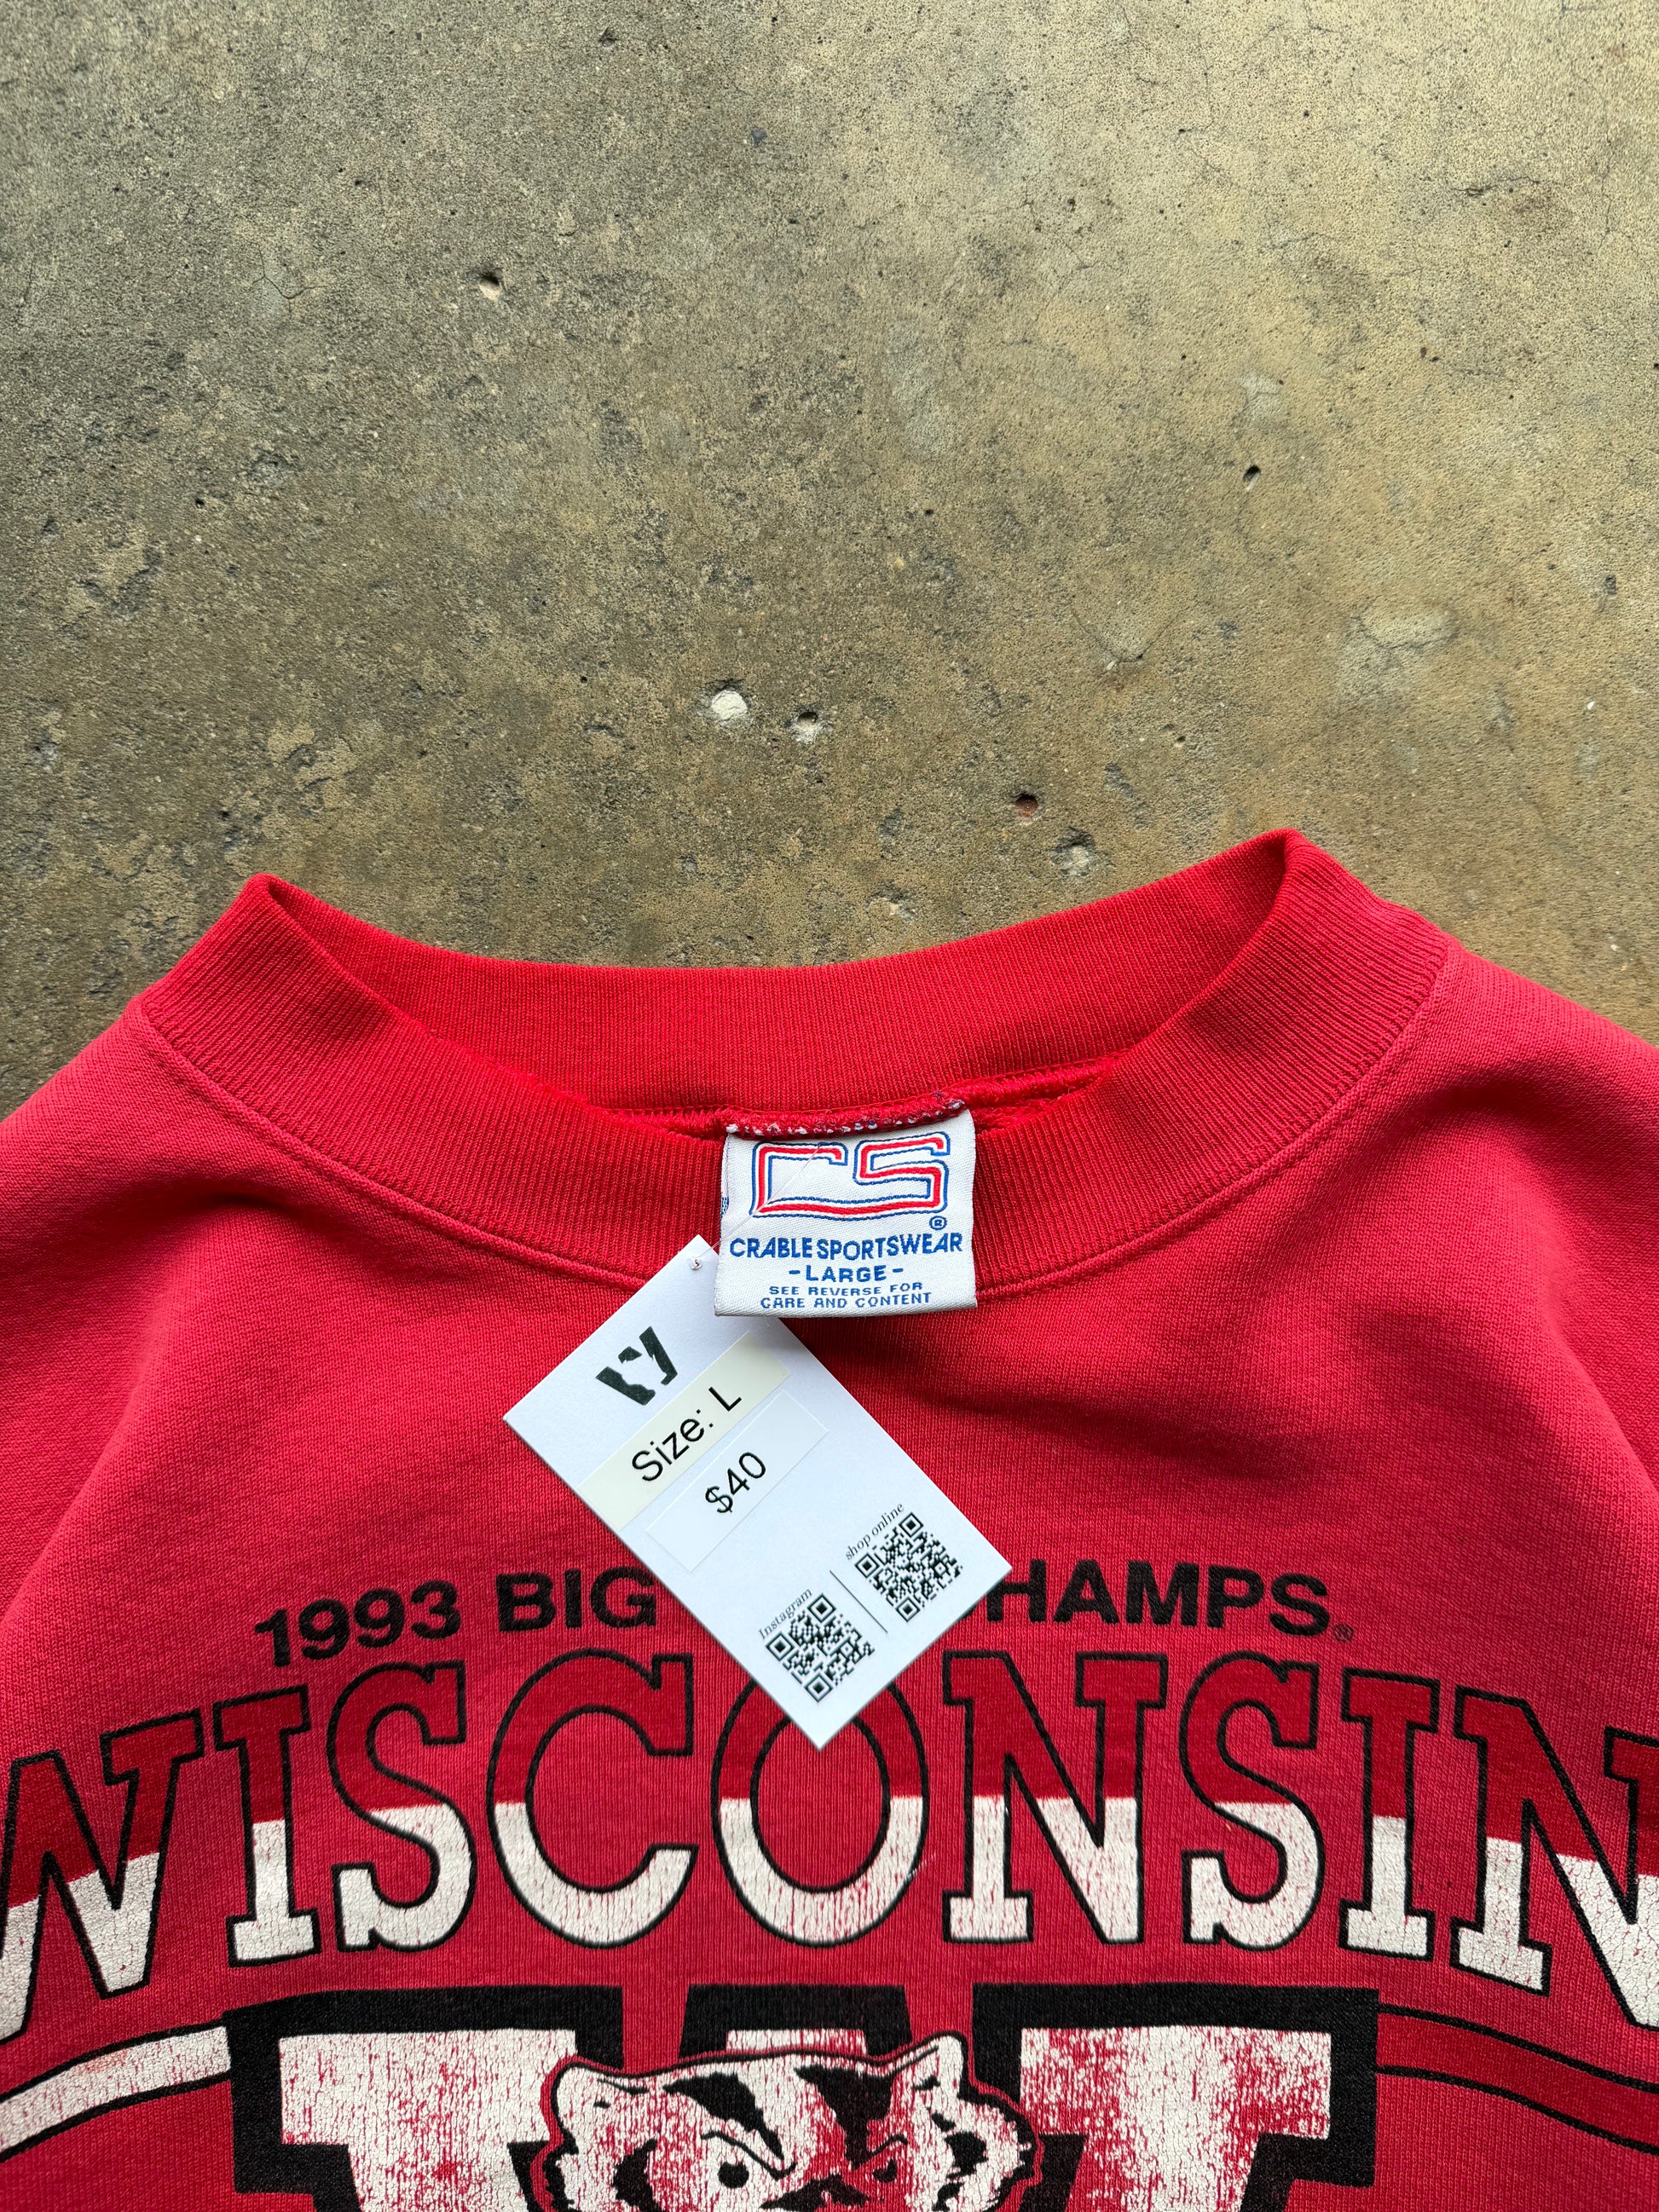 CS®
CRABLE SPORTSWEAR
-LARGE-
SEE REVERSE FOR
CARE AND CONTENT
Size: L
$40
shop online
Instagram
1993 BIG HAMPS.®
WISCONSIN